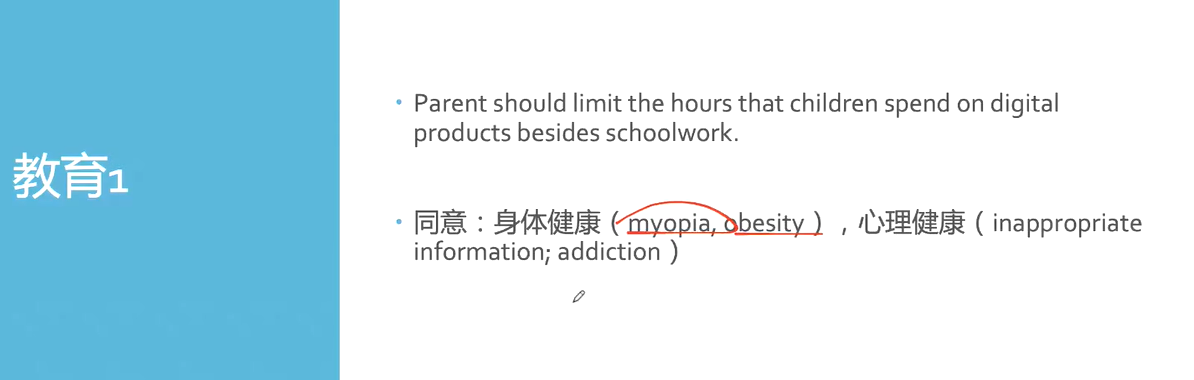 教育1
Parent should limit the hours that children spend on digital
products besides schoolwork.
同意：身体健康（myopia, obesity），心理健康（inappropriate
information; addiction）